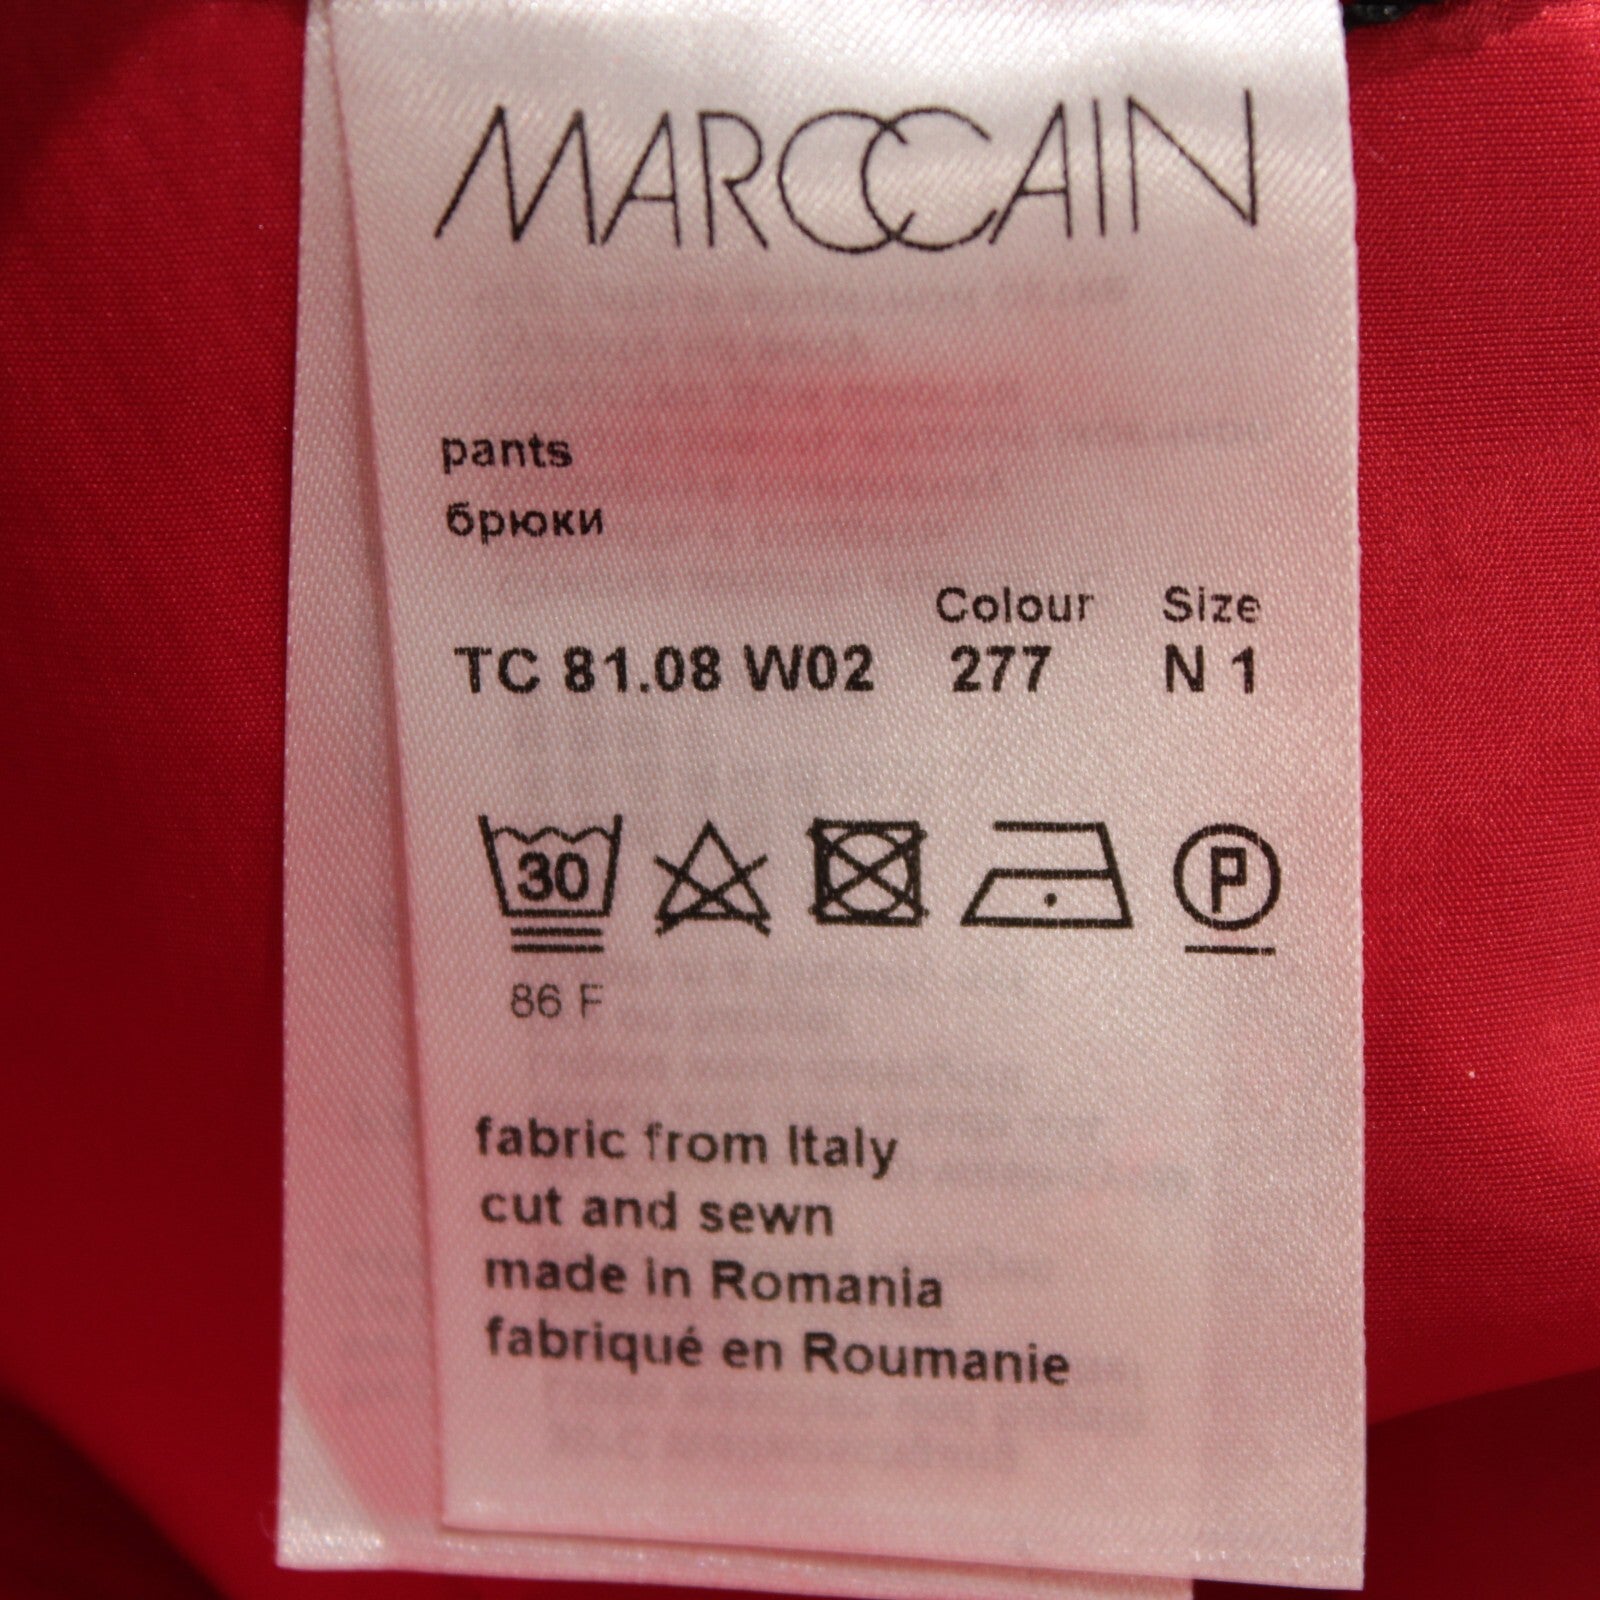 MARCCAIN
pants
брюки
Colour Size
TC 81.08 W02 277 N 1
30
P
86 F
fabric from Italy
cut and sewn
made in Romania
fabriqué en Roumanie